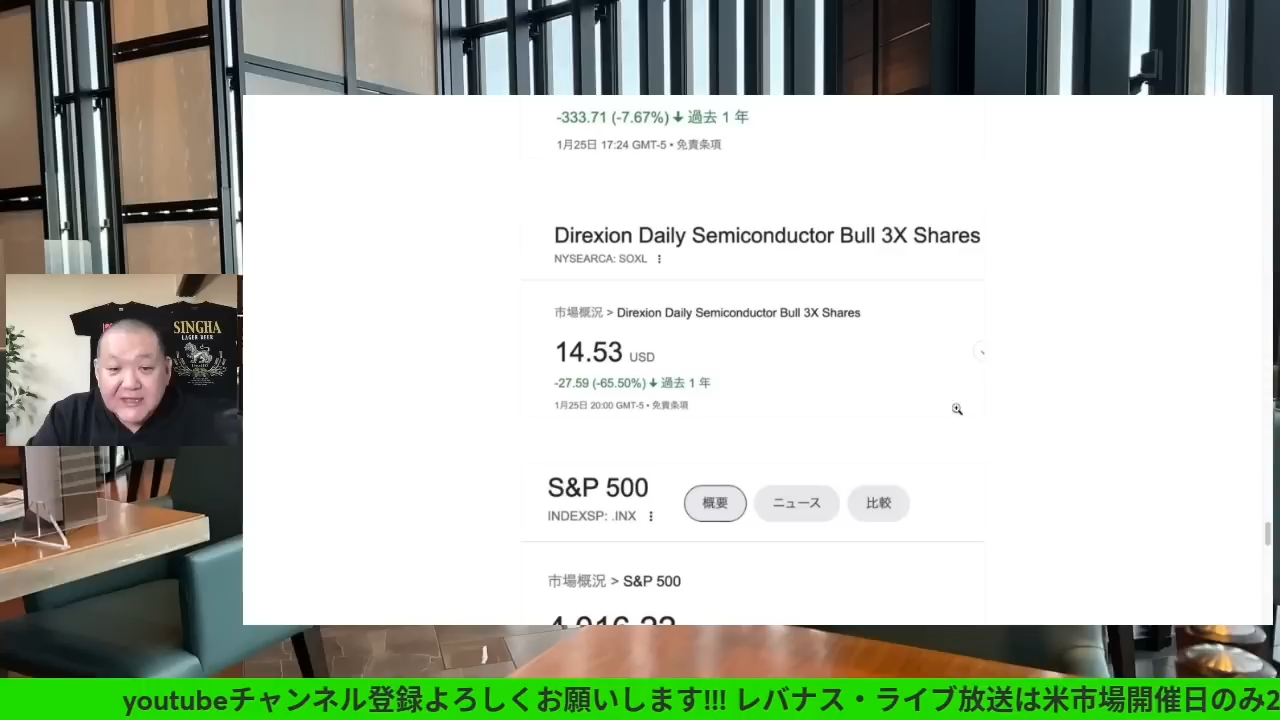 -333.71 (-7.67%) ↓ 過去 1 年
1月25日 17:24 GMT-5 • 免責条項
Direxion Daily Semiconductor Bull 3X Shares
NYSEARCA: SOXL
市場概況 > Direxion Daily Semiconductor Bull 3X Shares
14.53 USD
-27.59 (-65.50%) ↓ 過去 1 年
1月25日 20:00 GMT-5 • 免責条項
S&P 500
概要 ニュース 比較
INDEXSP: .INX
市場概況 > S&P 500
4,016.22
SINGHA
LAGER BEER
youtubeチャンネル登録よろしくお願いします!!! レバナス・ライブ放送は米市場開催日のみ2